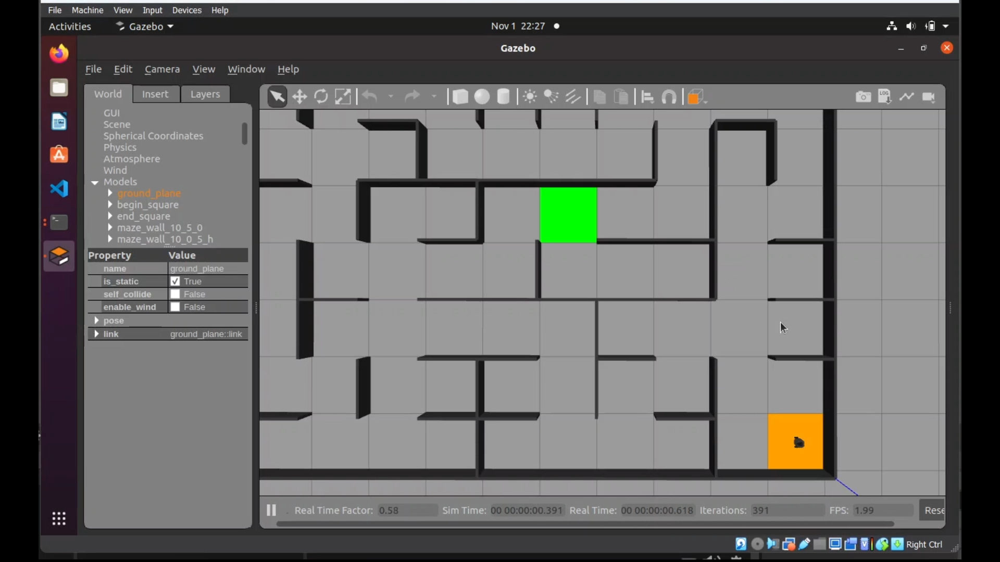 File Machine View Input Devices Help
Activities Gazebo Nov 1 22:27
Gazebo
File Edit Camera View Window Help
World Insert Layers
LOG
GUI
Scene
Spherical Coordinates
Physics
Atmosphere
Wind
Models
ground_plane
begin_square
end_square
maze_wall_10_5_0
maze_wall_10_0_5_h
Property Value
name ground_plane
is_static True
self_collide False
enable_wind False
pose
link ground_plane::link
Real Time Factor: 0.58 Sim Time: 00 00:00:00.391 Real Time: 00 00:00:00.618 Iterations: 391 FPS: 1.99 Rese
Right Ctrl